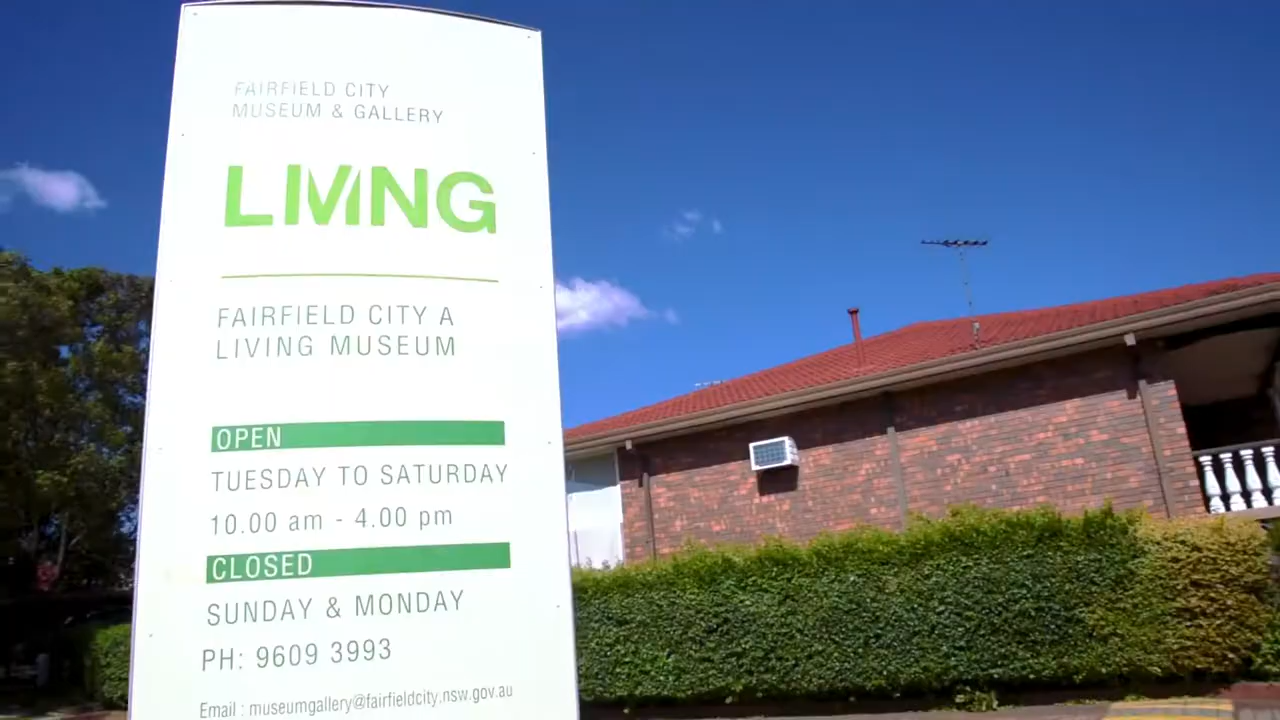 FAIRFIELD CITY
MUSEUM & GALLERY
LIVING
FAIRFIELD CITY A
LIVING MUSEUM
OPEN
TUESDAY TO SATURDAY
10.00 am - 4.00 pm
CLOSED
SUNDAY & MONDAY
PH: 9609 3993
Email : museumgallery@fairfieldcity.nsw.gov.au